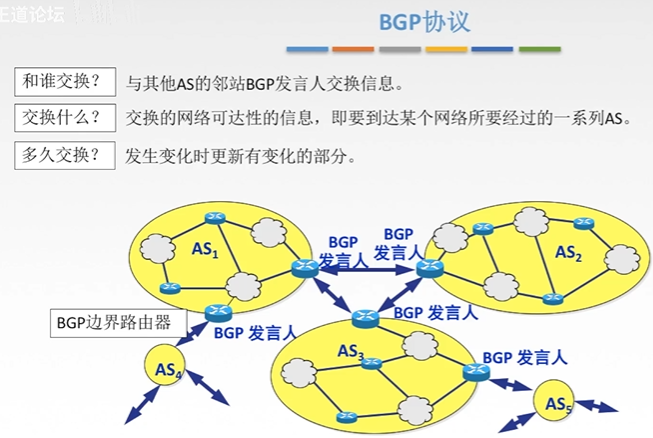 王道论坛
BGP协议
和谁交换？ 与其他AS的邻站BGP发言人交换信息。
交换什么？ 交换的网络可达性的信息，即要到达某个网络所要经过的一系列AS。
多久交换？ 发生变化时更新有变化的部分。
BGP
发言人
BGP
发言人
AS₁
AS₂
BGP边界路由器
BGP 发言人
BGP 发言人
AS₃
BGP 发言人
AS₄
AS₅